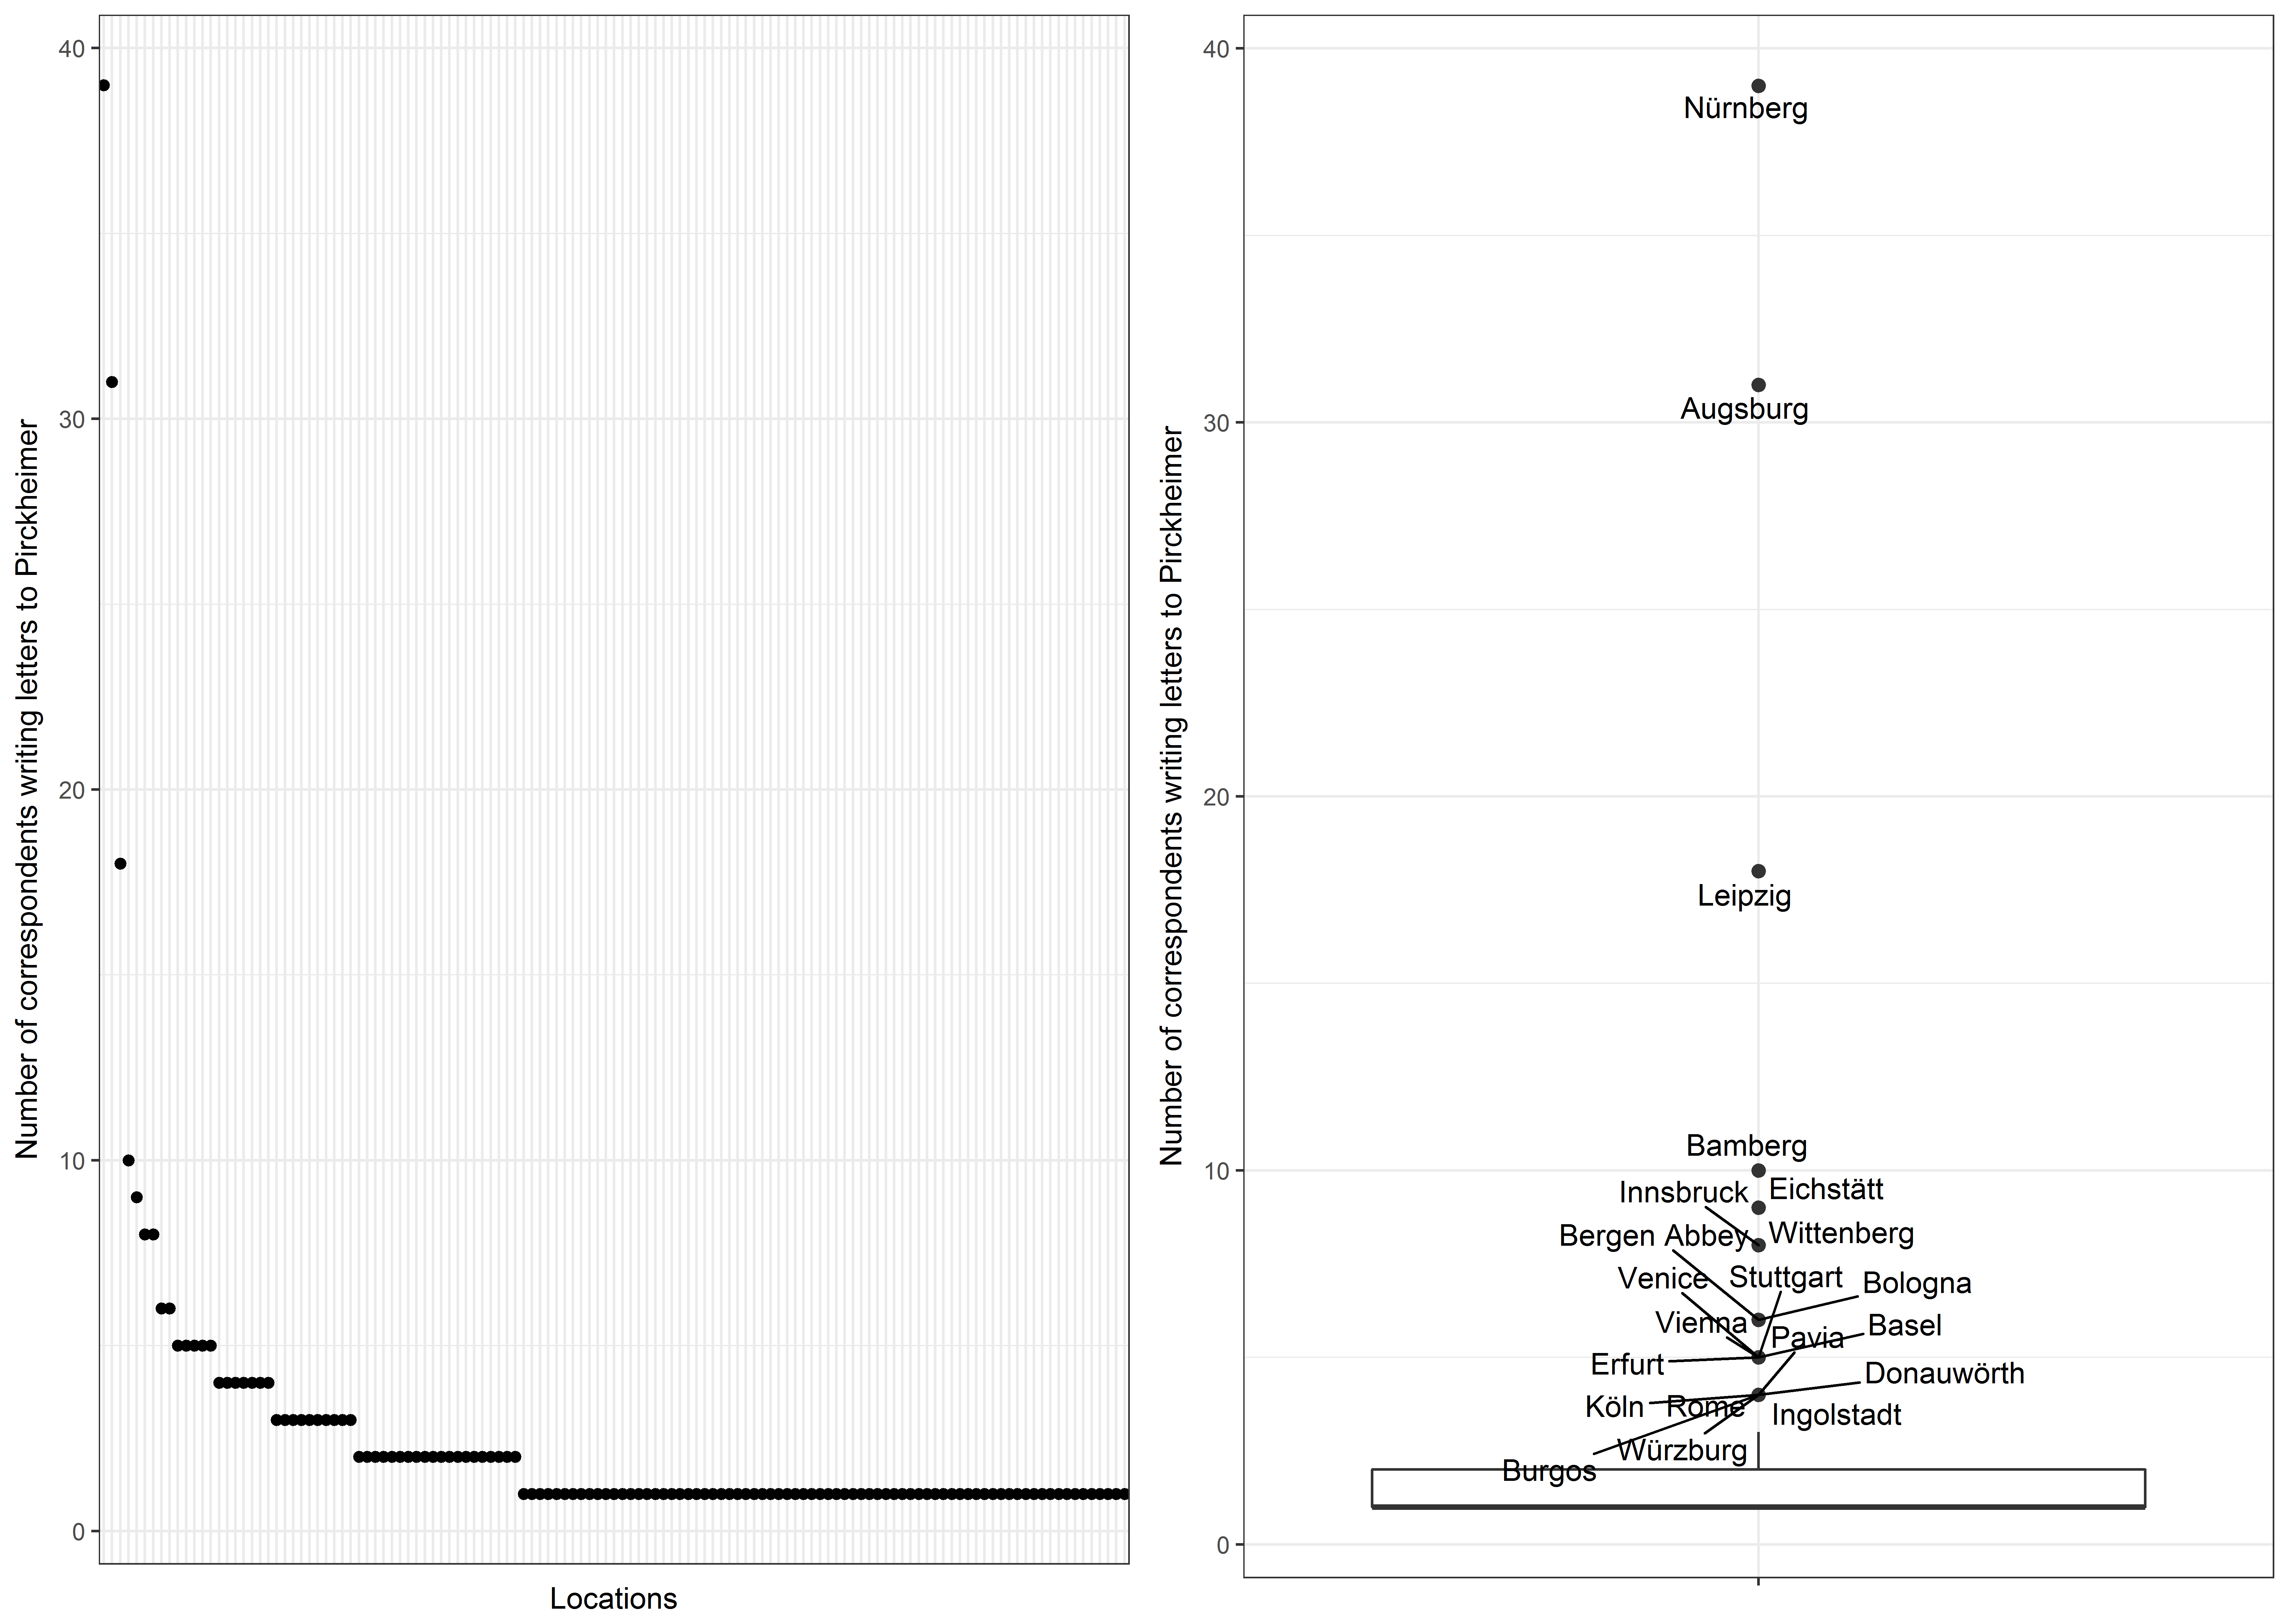 Number of correspondents writing letters to Pirckheimer
40
30
20
10
0
Locations
Number of correspondents writing letters to Pirckheimer
40
30
20
10
0
Nürnberg
Augsburg
Leipzig
Bamberg
Innsbruck
Eichstätt
Bergen Abbey
Wittenberg
Venice
Stuttgart
Bologna
Vienna
Pavia
Basel
Erfurt
Donauwörth
Köln
Rome
Ingolstadt
Würzburg
Burgos